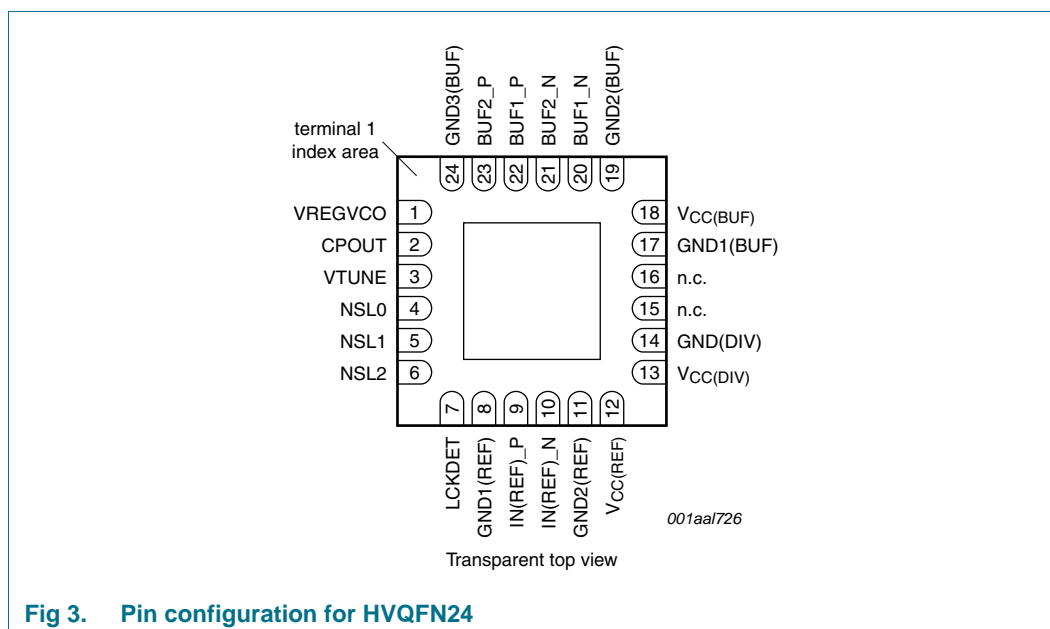 GND3(BUF)
BUF2_P
BUF1_P
BUF2_N
BUF1_N
GND2(BUF)
terminal 1
index area
24
23
22
21
20
19
VREGVCO 1
CPOUT 2
VTUNE 3
NSL0 4
NSL1 5
NSL2 6
18 VCC(BUF)
17 GND1(BUF)
16 n.c.
15 n.c.
14 GND(DIV)
13 VCC(DIV)
7
8
9
10
11
12
LCKDET
GND1(REF)
IN(REF)_P
IN(REF)_N
GND2(REF)
VCC(REF)
001aal726
Transparent top view
Fig 3. Pin configuration for HVQFN24